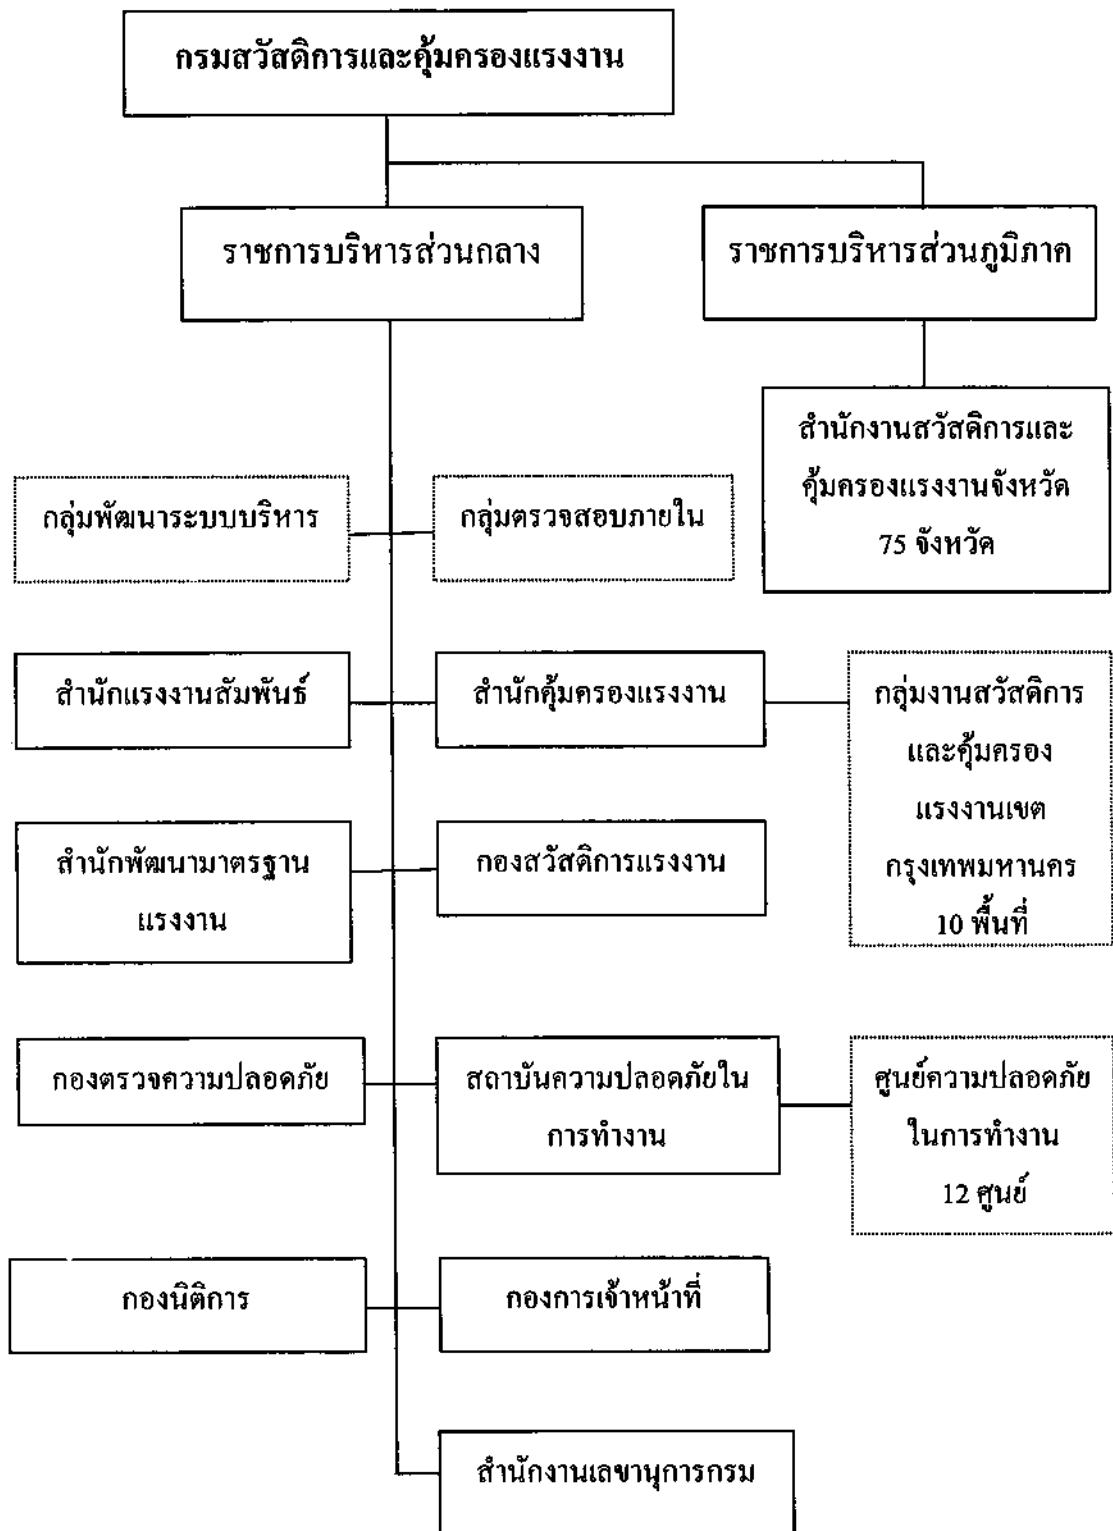 กรมสวัสดิการและคุ้มครองแรงงาน
ราชการบริหารส่วนกลาง
ราชการบริหารส่วนภูมิภาค
สำนักงานสวัสดิการและ
คุ้มครองแรงงานจังหวัด
75 จังหวัด
กลุ่มพัฒนาระบบบริหาร
กลุ่มตรวจสอบภายใน
สำนักแรงงานสัมพันธ์
สำนักคุ้มครองแรงงาน
กลุ่มงานสวัสดิการ
และคุ้มครอง
แรงงานเขต
กรุงเทพมหานคร
10 พื้นที่
สำนักพัฒนามาตรฐาน
แรงงาน
กองสวัสดิการแรงงาน
กองตรวจความปลอดภัย
สถาบันความปลอดภัยใน
การทำงาน
ศูนย์ความปลอดภัย
ในการทำงาน
12 ศูนย์
กองนิติการ
กองการเจ้าหน้าที่
สำนักงานเลขานุการกรม